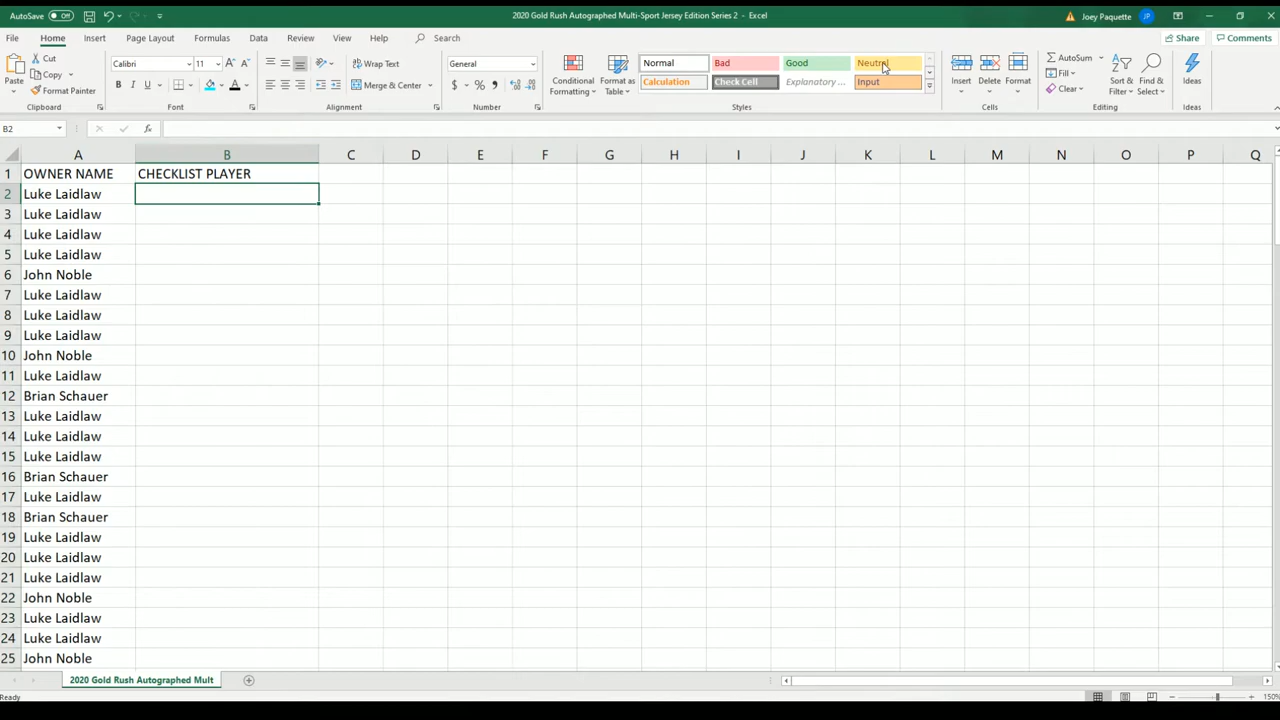 AutoSave Off
2020 Gold Rush Autographed Multi-Sport Jersey Edition Series 2 - Excel
Joey Paquette JP
File Home Insert Page Layout Formulas Data Review View Help Search Share Comments
Paste
Cut
Copy
Format Painter
Clipboard
Calibri 11 A A
B I U A
Font
Wrap Text
Merge & Center
Alignment
General
$ % ,
Number
Conditional Formatting
Format as Table
Normal Bad Good Neutral
Calculation Check Cell Explanatory ... Input
Styles
Insert Delete Format
Cells
AutoSum
Fill
Clear
Sort & Filter
Find & Select
Editing
Ideas
Ideas
B2 fx
A B C D E F G H I J K L M N O P Q
1 OWNER NAME CHECKLIST PLAYER
2 Luke Laidlaw
3 Luke Laidlaw
4 Luke Laidlaw
5 Luke Laidlaw
6 John Noble
7 Luke Laidlaw
8 Luke Laidlaw
9 Luke Laidlaw
10 John Noble
11 Luke Laidlaw
12 Brian Schauer
13 Luke Laidlaw
14 Luke Laidlaw
15 Luke Laidlaw
16 Brian Schauer
17 Luke Laidlaw
18 Brian Schauer
19 Luke Laidlaw
20 Luke Laidlaw
21 Luke Laidlaw
22 John Noble
23 Luke Laidlaw
24 Luke Laidlaw
25 John Noble
2020 Gold Rush Autographed Mult
Ready
150%